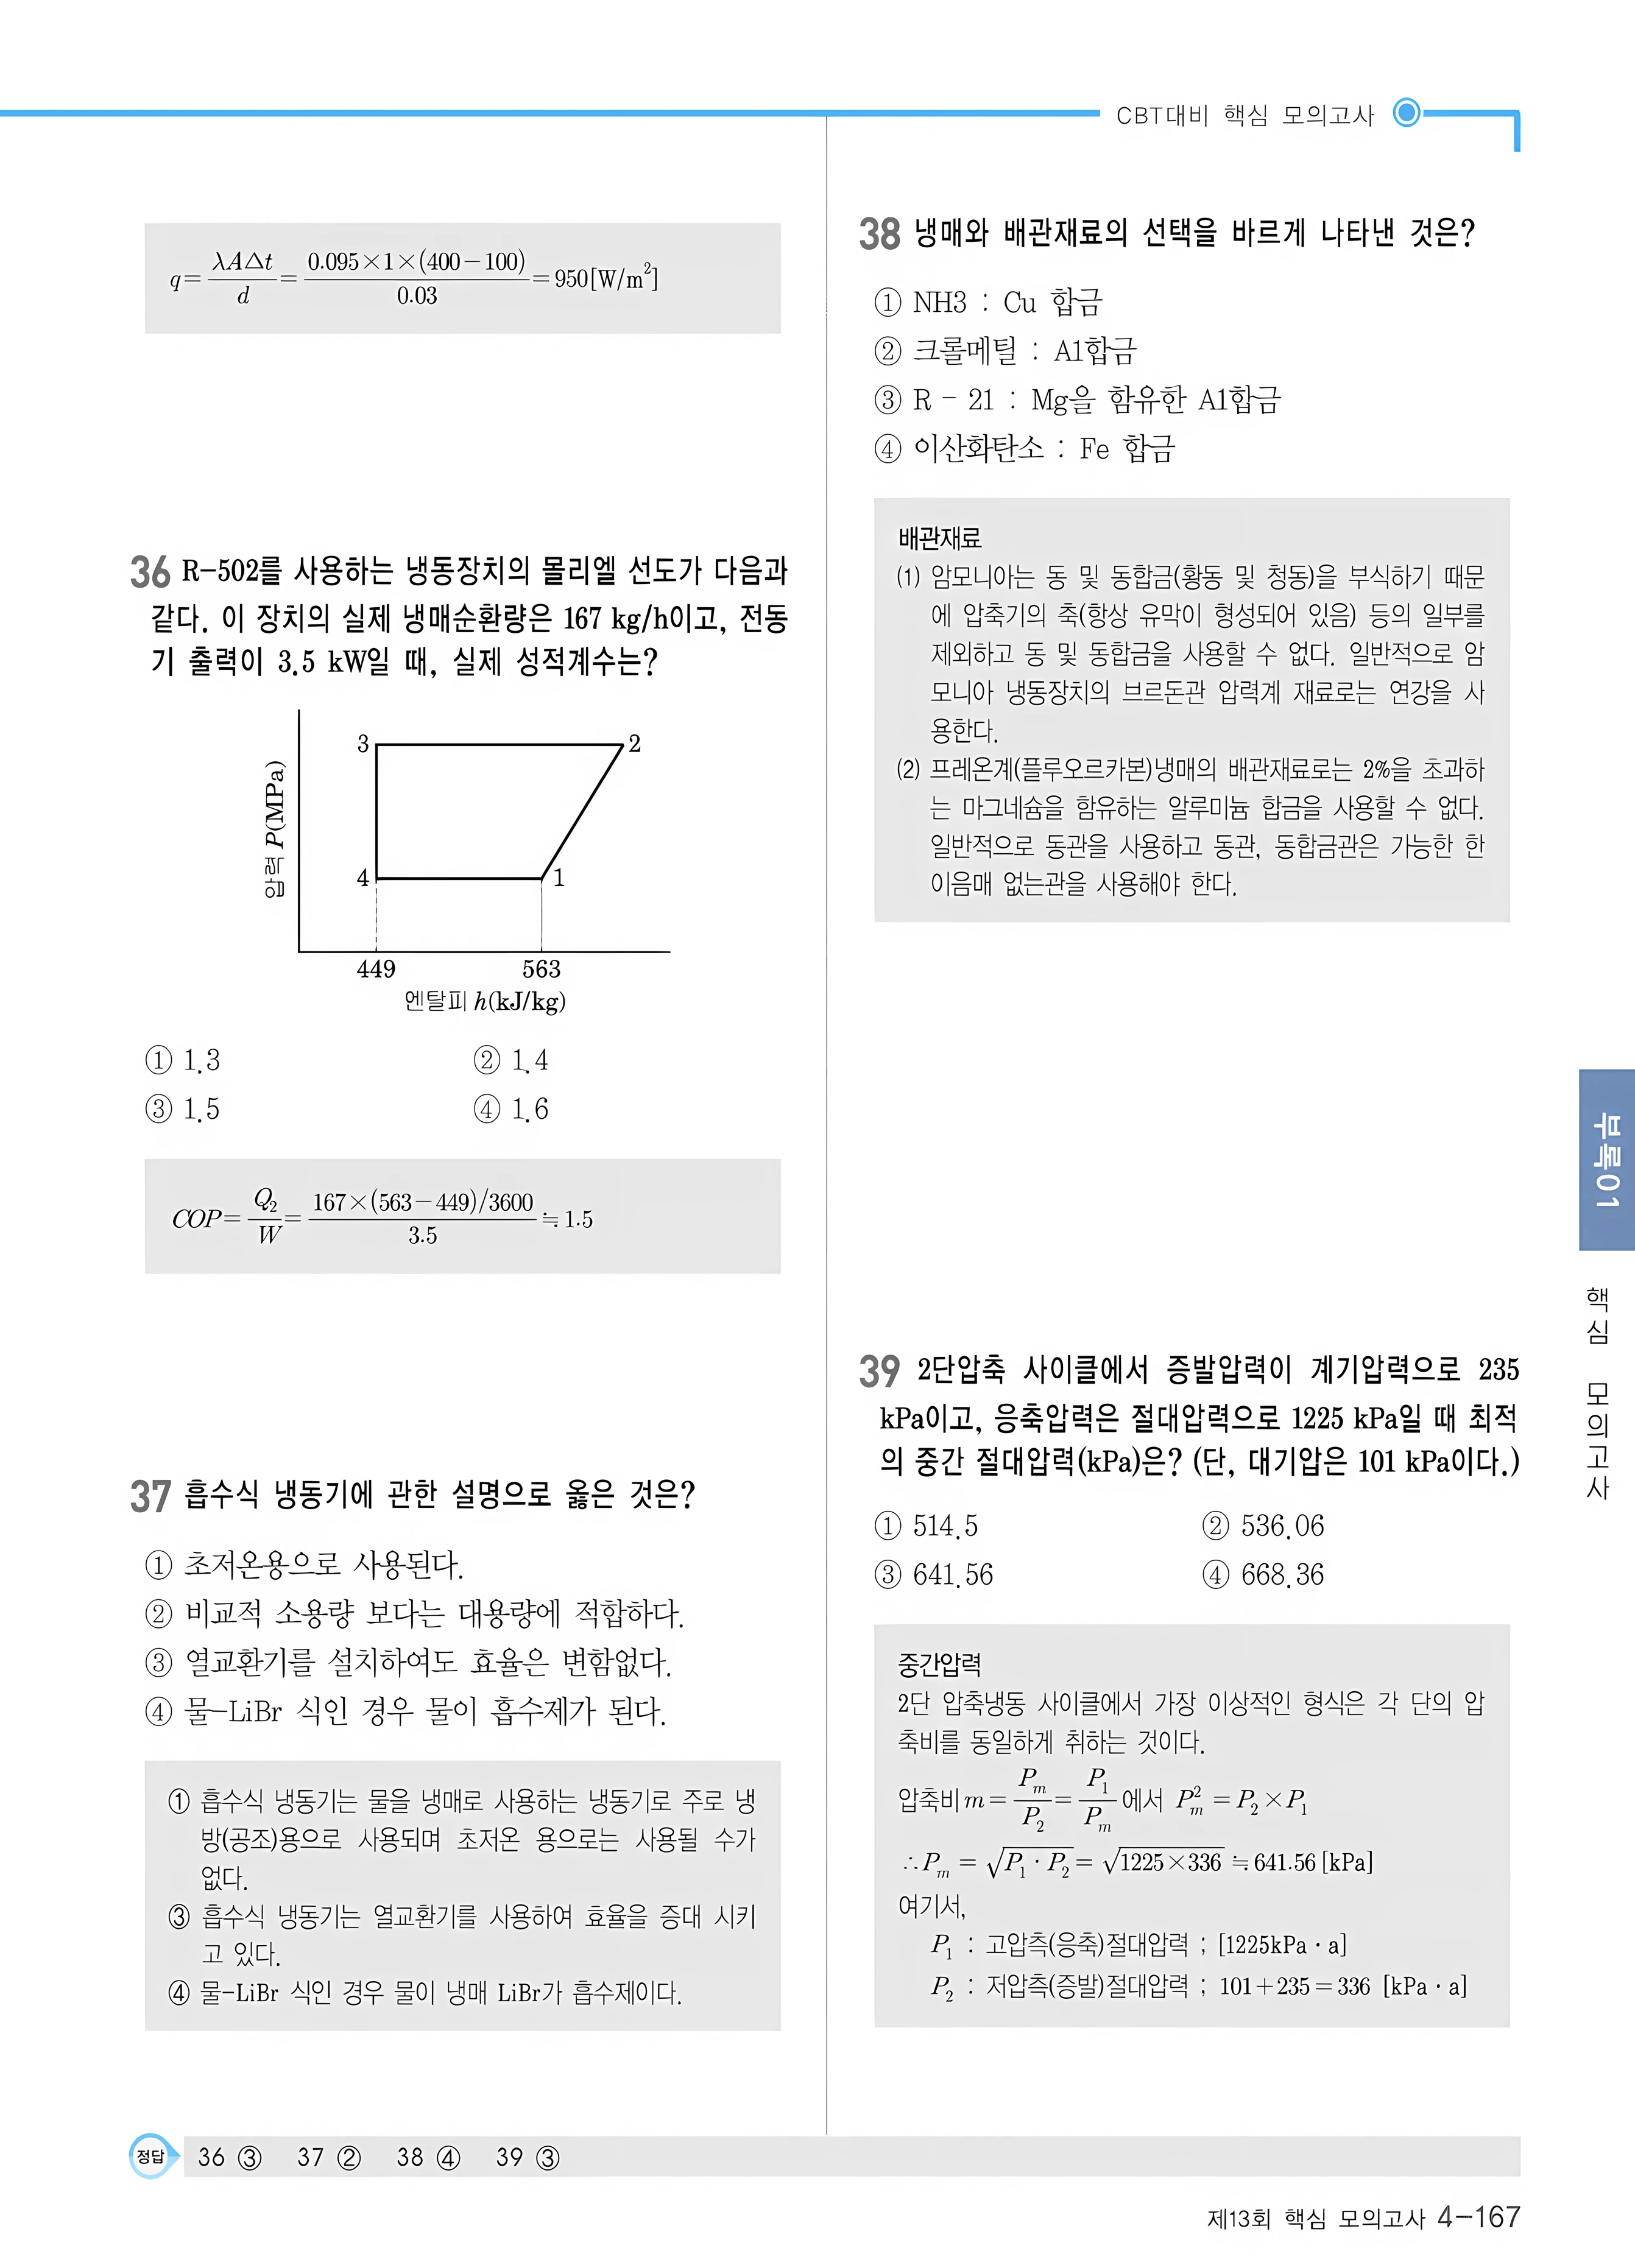 CBT대비 핵심 모의고사
q = λAΔt / d = 0.095×1×(400−100) / 0.03 = 950[W/m²]
36 R-502를 사용하는 냉동장치의 몰리엘 선도가 다음과
같다. 이 장치의 실제 냉매순환량은 167 kg/h이고, 전동
기 출력이 3.5 kW일 때, 실제 성적계수는?
압력 P(MPa)
3 2
4 1
449 563
엔탈피 h(kJ/kg)
① 1.3 ② 1.4
③ 1.5 ④ 1.6
COP = Q₂ / W = 167×(563−449)/3600 / 3.5 ≒ 1.5
37 흡수식 냉동기에 관한 설명으로 옳은 것은?
① 초저온용으로 사용된다.
② 비교적 소용량 보다는 대용량에 적합하다.
③ 열교환기를 설치하여도 효율은 변함없다.
④ 물-LiBr 식인 경우 물이 흡수제가 된다.
① 흡수식 냉동기는 물을 냉매로 사용하는 냉동기로 주로 냉
방(공조)용으로 사용되며 초저온 용으로는 사용될 수가
없다.
③ 흡수식 냉동기는 열교환기를 사용하여 효율을 증대 시키
고 있다.
④ 물-LiBr 식인 경우 물이 냉매 LiBr가 흡수제이다.
38 냉매와 배관재료의 선택을 바르게 나타낸 것은?
① NH3 : Cu 합금
② 크롤메틸 : A1합금
③ R - 21 : Mg을 함유한 A1합금
④ 이산화탄소 : Fe 합금
배관재료
(1) 암모니아는 동 및 동합금(황동 및 청동)을 부식하기 때문
에 압축기의 축(항상 유막이 형성되어 있음) 등의 일부를
제외하고 동 및 동합금을 사용할 수 없다. 일반적으로 암
모니아 냉동장치의 브르돈관 압력계 재료로는 연강을 사
용한다.
(2) 프레온계(플루오르카본)냉매의 배관재료로는 2%을 초과하
는 마그네슘을 함유하는 알루미늄 합금을 사용할 수 없다.
일반적으로 동관을 사용하고 동관, 동합금관은 가능한 한
이음매 없는관을 사용해야 한다.
39 2단압축 사이클에서 증발압력이 계기압력으로 235
kPa이고, 응축압력은 절대압력으로 1225 kPa일 때 최적
의 중간 절대압력(kPa)은? (단, 대기압은 101 kPa이다.)
① 514.5 ② 536.06
③ 641.56 ④ 668.36
중간압력
2단 압축냉동 사이클에서 가장 이상적인 형식은 각 단의 압
축비를 동일하게 취하는 것이다.
압축비 m = Pₘ / P₂ = P₁ / Pₘ 에서 Pₘ² = P₂×P₁
∴Pₘ = √(P₁·P₂) = √(1225×336) ≒ 641.56 [kPa]
여기서,
P₁ : 고압측(응축)절대압력 ; [1225kPa·a]
P₂ : 저압측(증발)절대압력 ; 101+235=336 [kPa·a]
부록01
핵심 모의고사
정답 36 ③ 37 ② 38 ④ 39 ③
제13회 핵심 모의고사 4-167